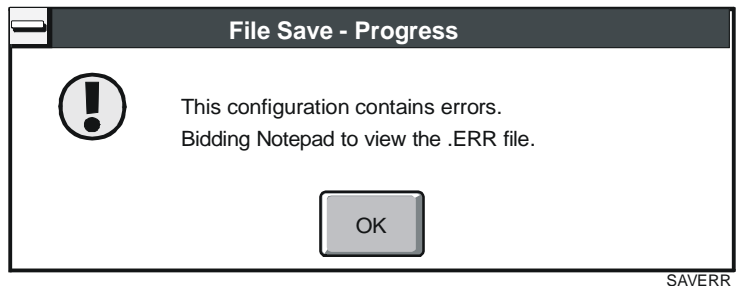 File Save - Progress
This configuration contains errors.
Bidding Notepad to view the .ERR file.
OK
SAVERR